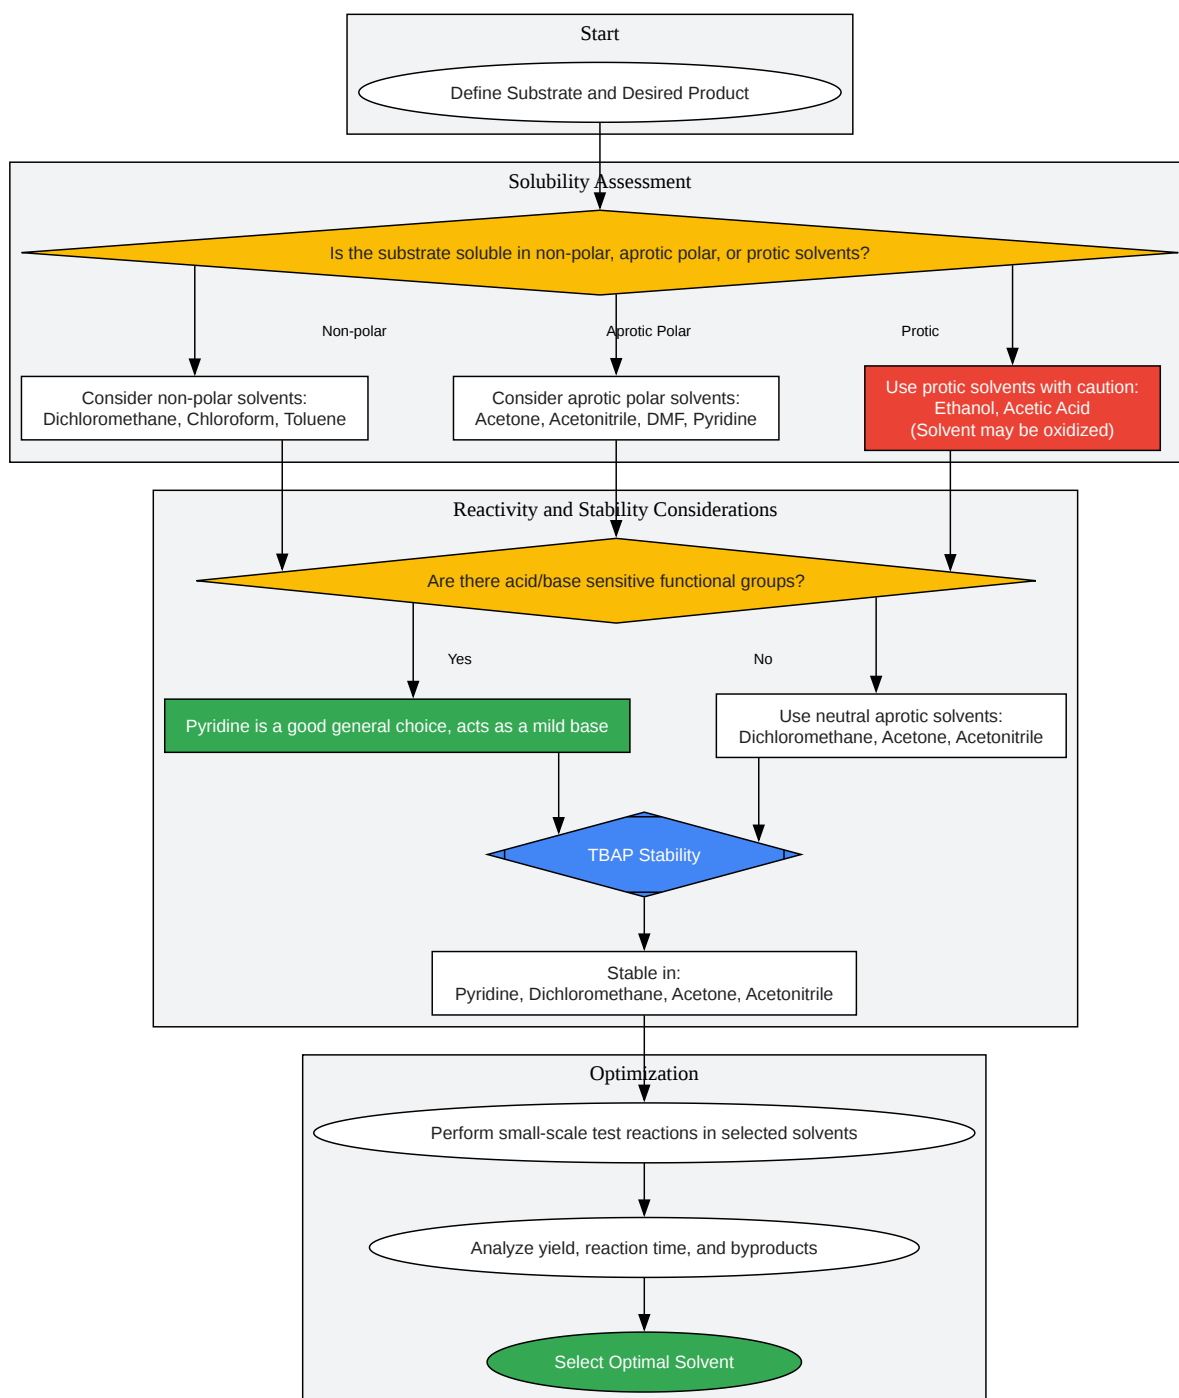 Start
Define Substrate and Desired Product
Solubility Assessment
Is the substrate soluble in non-polar, aprotic polar, or protic solvents?
Non-polar
Aprotic Polar
Protic
Consider non-polar solvents:
Dichloromethane, Chloroform, Toluene
Consider aprotic polar solvents:
Acetone, Acetonitrile, DMF, Pyridine
Use protic solvents with caution:
Ethanol, Acetic Acid
(Solvent may be oxidized)
Reactivity and Stability Considerations
Are there acid/base sensitive functional groups?
Yes
No
Pyridine is a good general choice, acts as a mild base
Use neutral aprotic solvents:
Dichloromethane, Acetone, Acetonitrile
TBAP Stability
Stable in:
Pyridine, Dichloromethane, Acetone, Acetonitrile
Optimization
Perform small-scale test reactions in selected solvents
Analyze yield, reaction time, and byproducts
Select Optimal Solvent